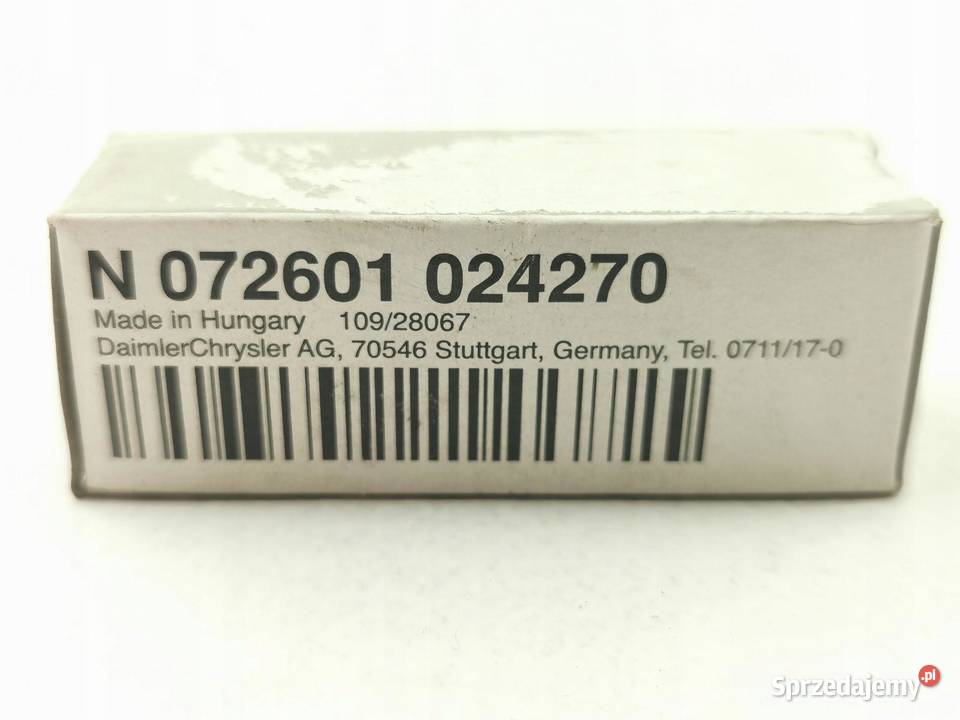 N 072601 024270
Made in Hungary 109/28067
DaimlerChrysler AG, 70546 Stuttgart, Germany, Tel. 0711/17-0
Sprzedajemy.pl